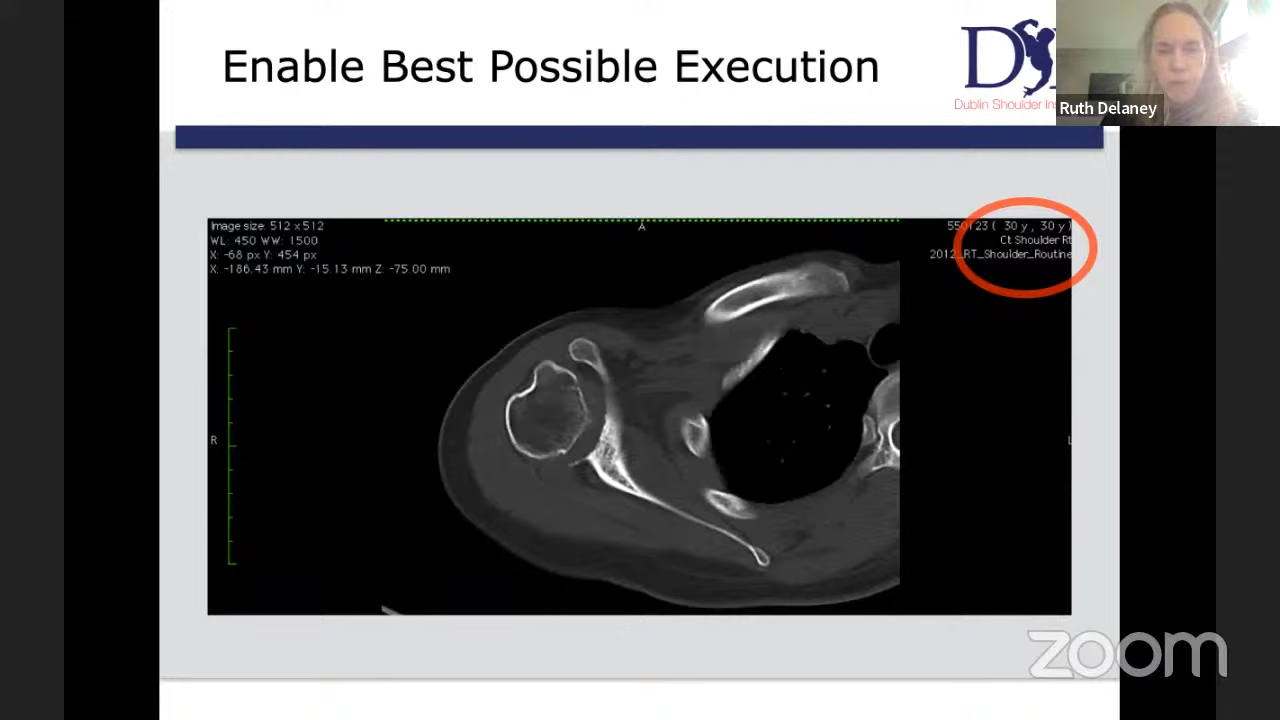 Enable Best Possible Execution
D
Dublin Shoulder In
Ruth Delaney
Image size: 512 x 512
WL: 450 WW: 1500
X: -68 px Y: 454 px
X: -186.43 mm Y: -15.13 mm Z: -75.00 mm
A
( 30 y , 30 y )
Ct Shoulder Rt
2012_RT_Shoulder_Routine
R
L
zoom